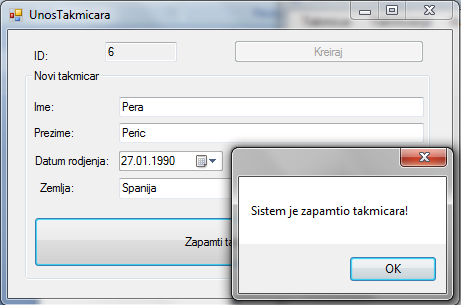 UnosTakmicara
ID: 6 Kreiraj
Novi takmicar
Ime: Pera
Prezime: Peric
Datum rodjenja: 27.01.1990
Zemlja: Spanija
Zapamti
Sistem je zapamtio takmicara!
OK